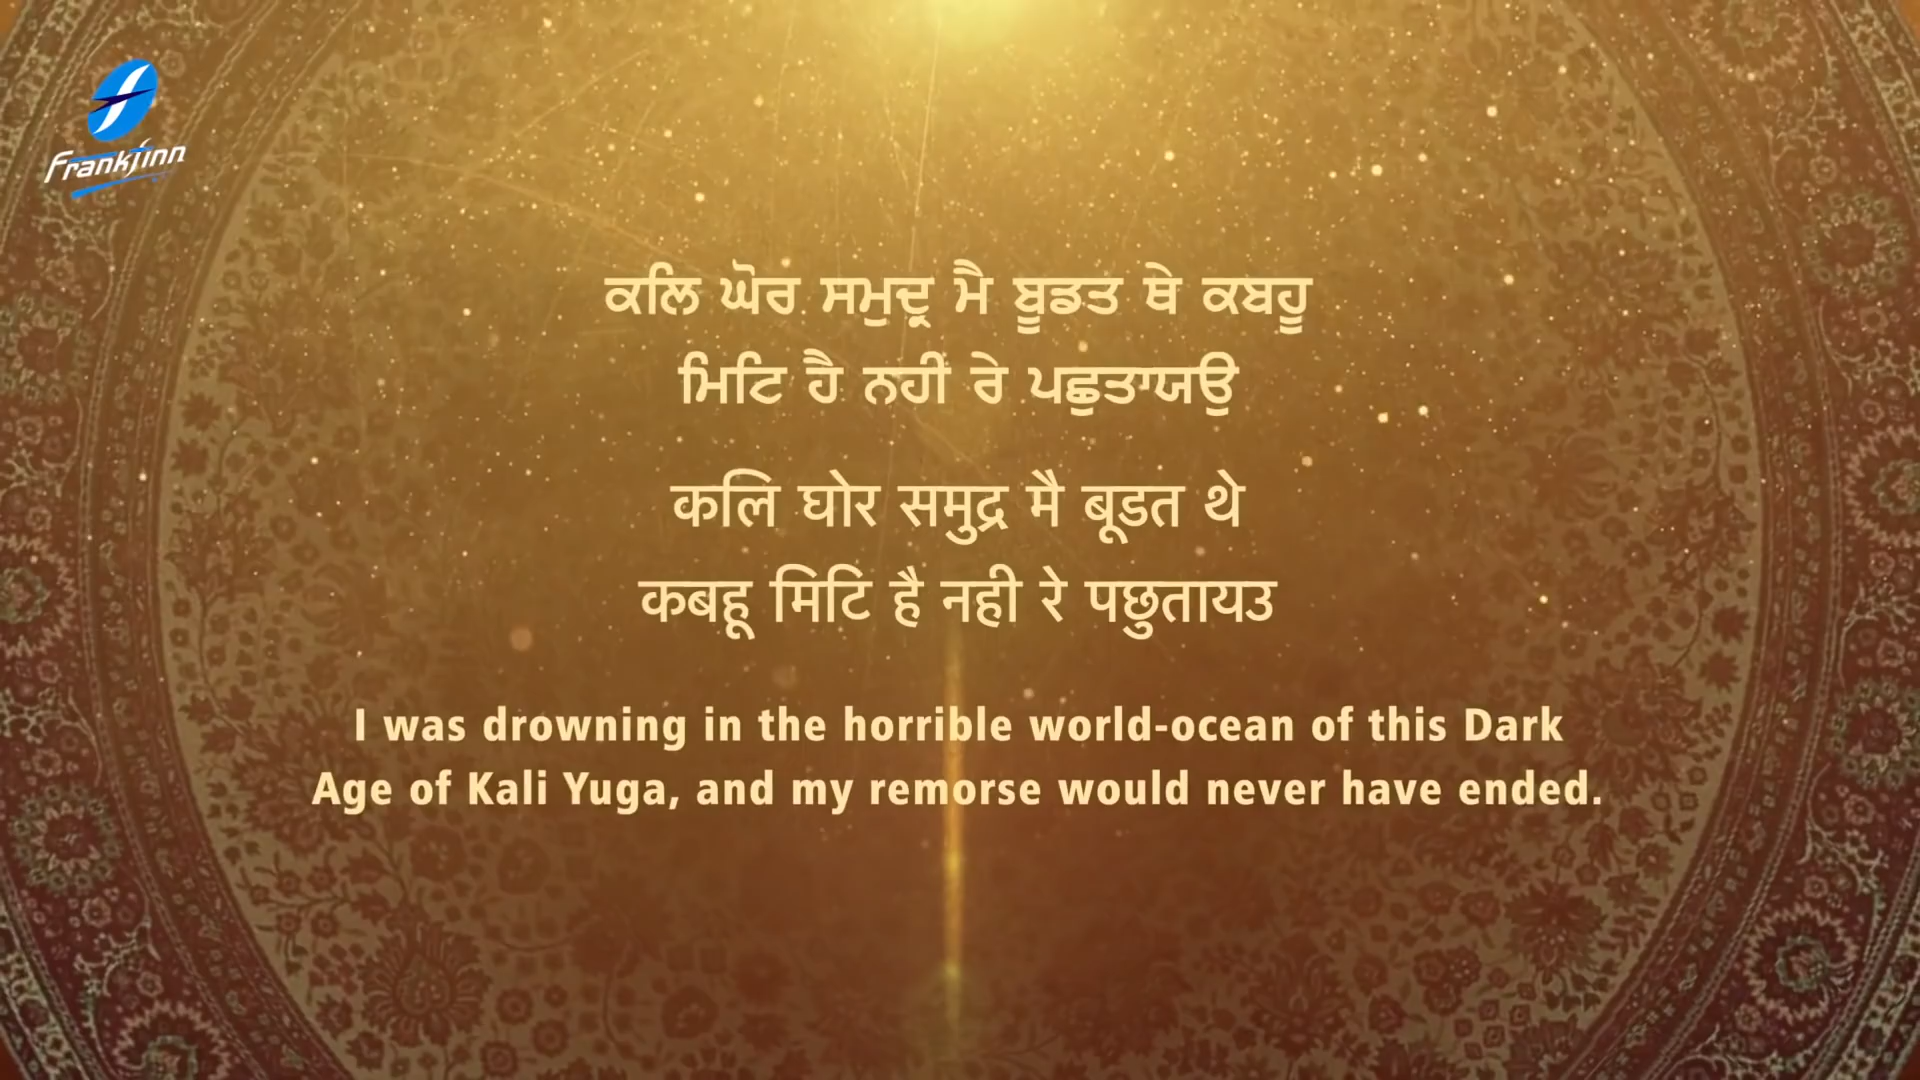 Frankfinn
ਕਲਿ ਘੋਰ ਸਮੁਦ੍ਰ ਮੈ ਬੂਡਤ ਥੇ ਕਬਹੂ
ਮਿਟਿ ਹੈ ਨਹੀਂ ਰੇ ਪਛੁਤਾਯਉ
कलि घोर समुद्र मै बूडत थे
कबहू मिटि है नही रे पछुतायउ
I was drowning in the horrible world-ocean of this Dark
Age of Kali Yuga, and my remorse would never have ended.